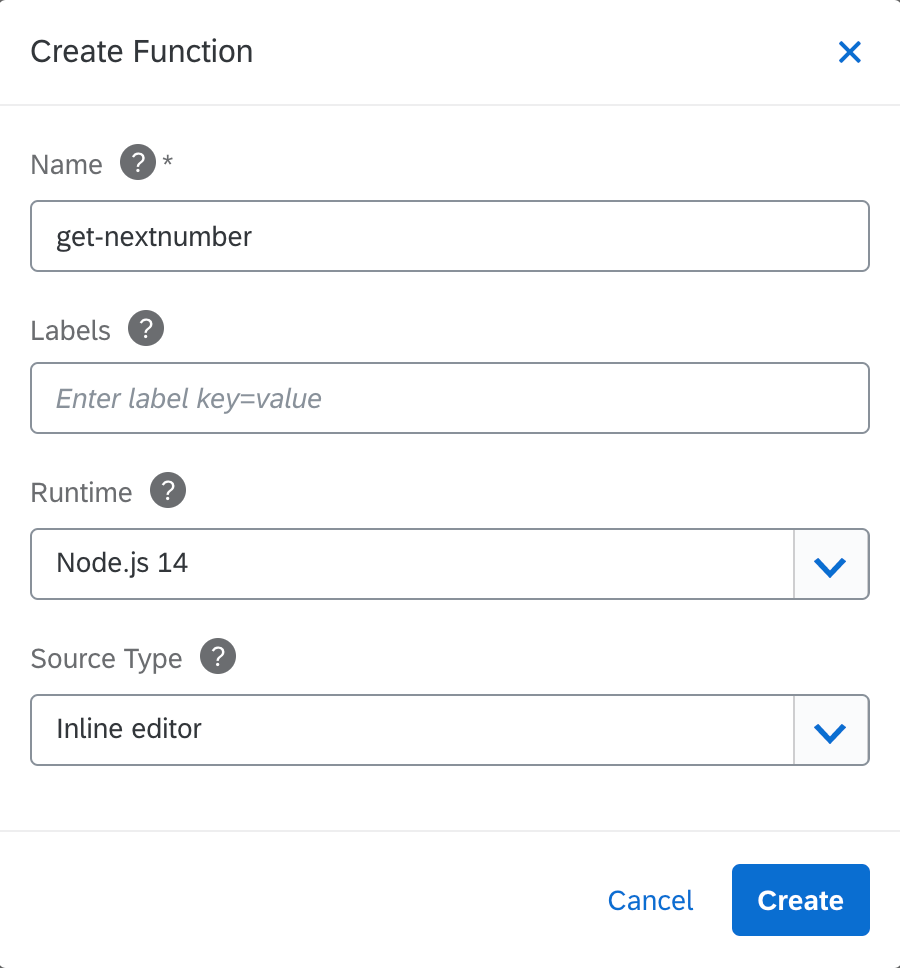 Create Function
Name ? *
get-nextnumber
Labels ?
Enter label key=value
Runtime ?
Node.js 14
Source Type ?
Inline editor
Cancel Create